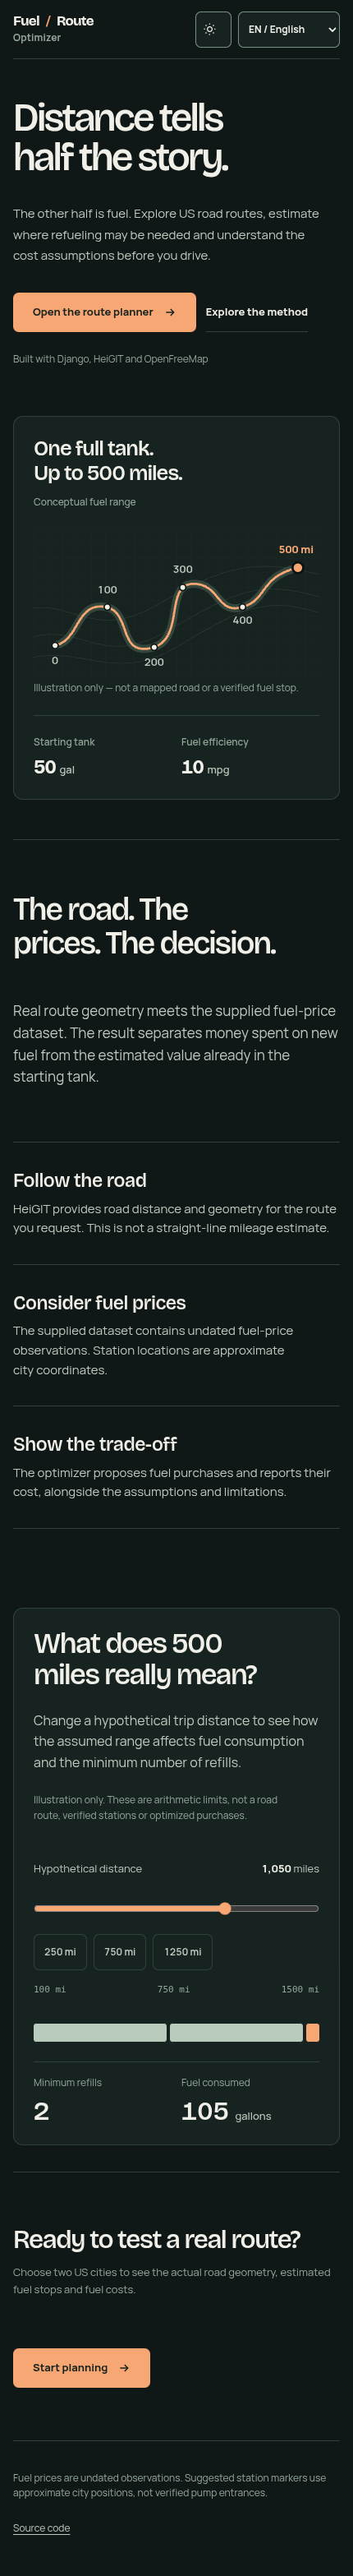 Fuel / Route
Optimizer
EN / English
Distance tells
half the story.
The other half is fuel. Explore US road routes, estimate
where refueling may be needed and understand the
cost assumptions before you drive.
Open the route planner →
Explore the method
Built with Django, HeiGIT and OpenFreeMap
One full tank.
Up to 500 miles.
Conceptual fuel range
500 mi
300
100
400
0
200
Illustration only — not a mapped road or a verified fuel stop.
Starting tank
Fuel efficiency
50 gal
10 mpg
The road. The
prices. The decision.
Real route geometry meets the supplied fuel-price
dataset. The result separates money spent on new
fuel from the estimated value already in the
starting tank.
Follow the road
HeiGIT provides road distance and geometry for the route
you request. This is not a straight-line mileage estimate.
Consider fuel prices
The supplied dataset contains undated fuel-price
observations. Station locations are approximate
city coordinates.
Show the trade-off
The optimizer proposes fuel purchases and reports their
cost, alongside the assumptions and limitations.
What does 500
miles really mean?
Change a hypothetical trip distance to see how
the assumed range affects fuel consumption
and the minimum number of refills.
Illustration only. These are arithmetic limits, not a road
route, verified stations or optimized purchases.
Hypothetical distance
1,050 miles
250 mi
750 mi
1250 mi
100 mi
750 mi
1500 mi
Minimum refills
Fuel consumed
2
105 gallons
Ready to test a real route?
Choose two US cities to see the actual road geometry, estimated
fuel stops and fuel costs.
Start planning →
Fuel prices are undated observations. Suggested station markers use
approximate city positions, not verified pump entrances.
Source code